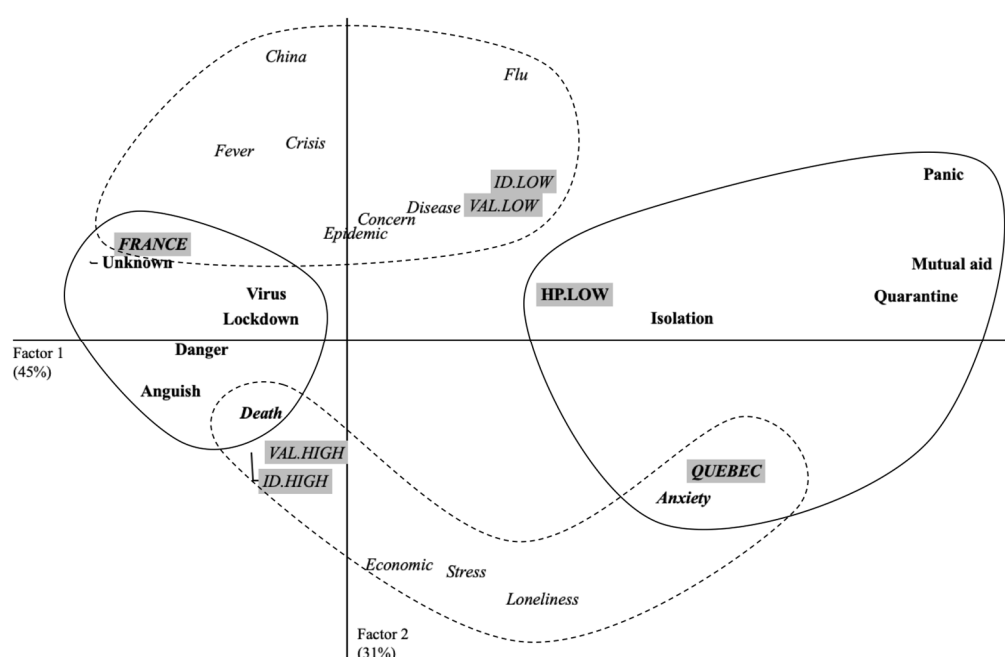 China
Flu
Crisis
Fever
Panic
ID.LOW
VAL.LOW
Disease
Concern
Epidemic
FRANCE
Unknown
Mutual aid
Virus
HP.LOW
Quarantine
Lockdown
Isolation
Factor 1
(45%)
Danger
Anguish
Death
VAL.HIGH
QUEBEC
ID.HIGH
Anxiety
Economic
Stress
Loneliness
Factor 2
(31%)